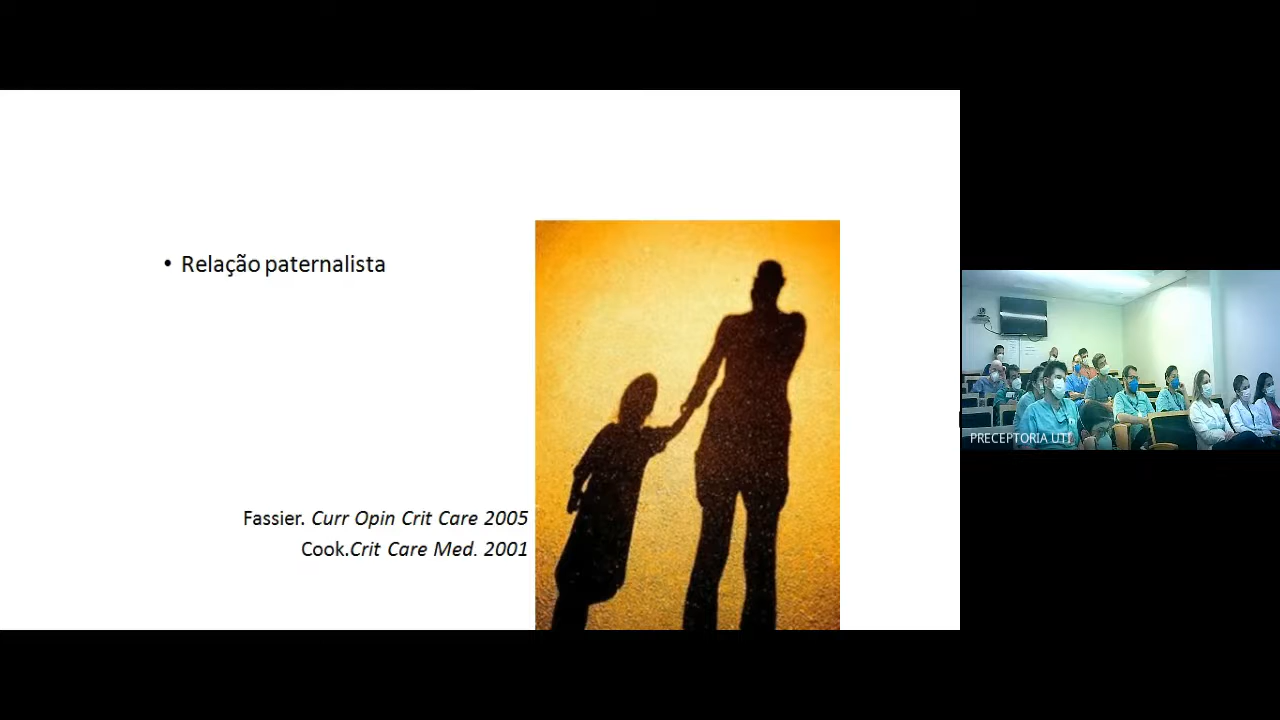 • Relação paternalista
Fassier. Curr Opin Crit Care 2005
Cook.Crit Care Med. 2001
PRECEPTORIA UTI